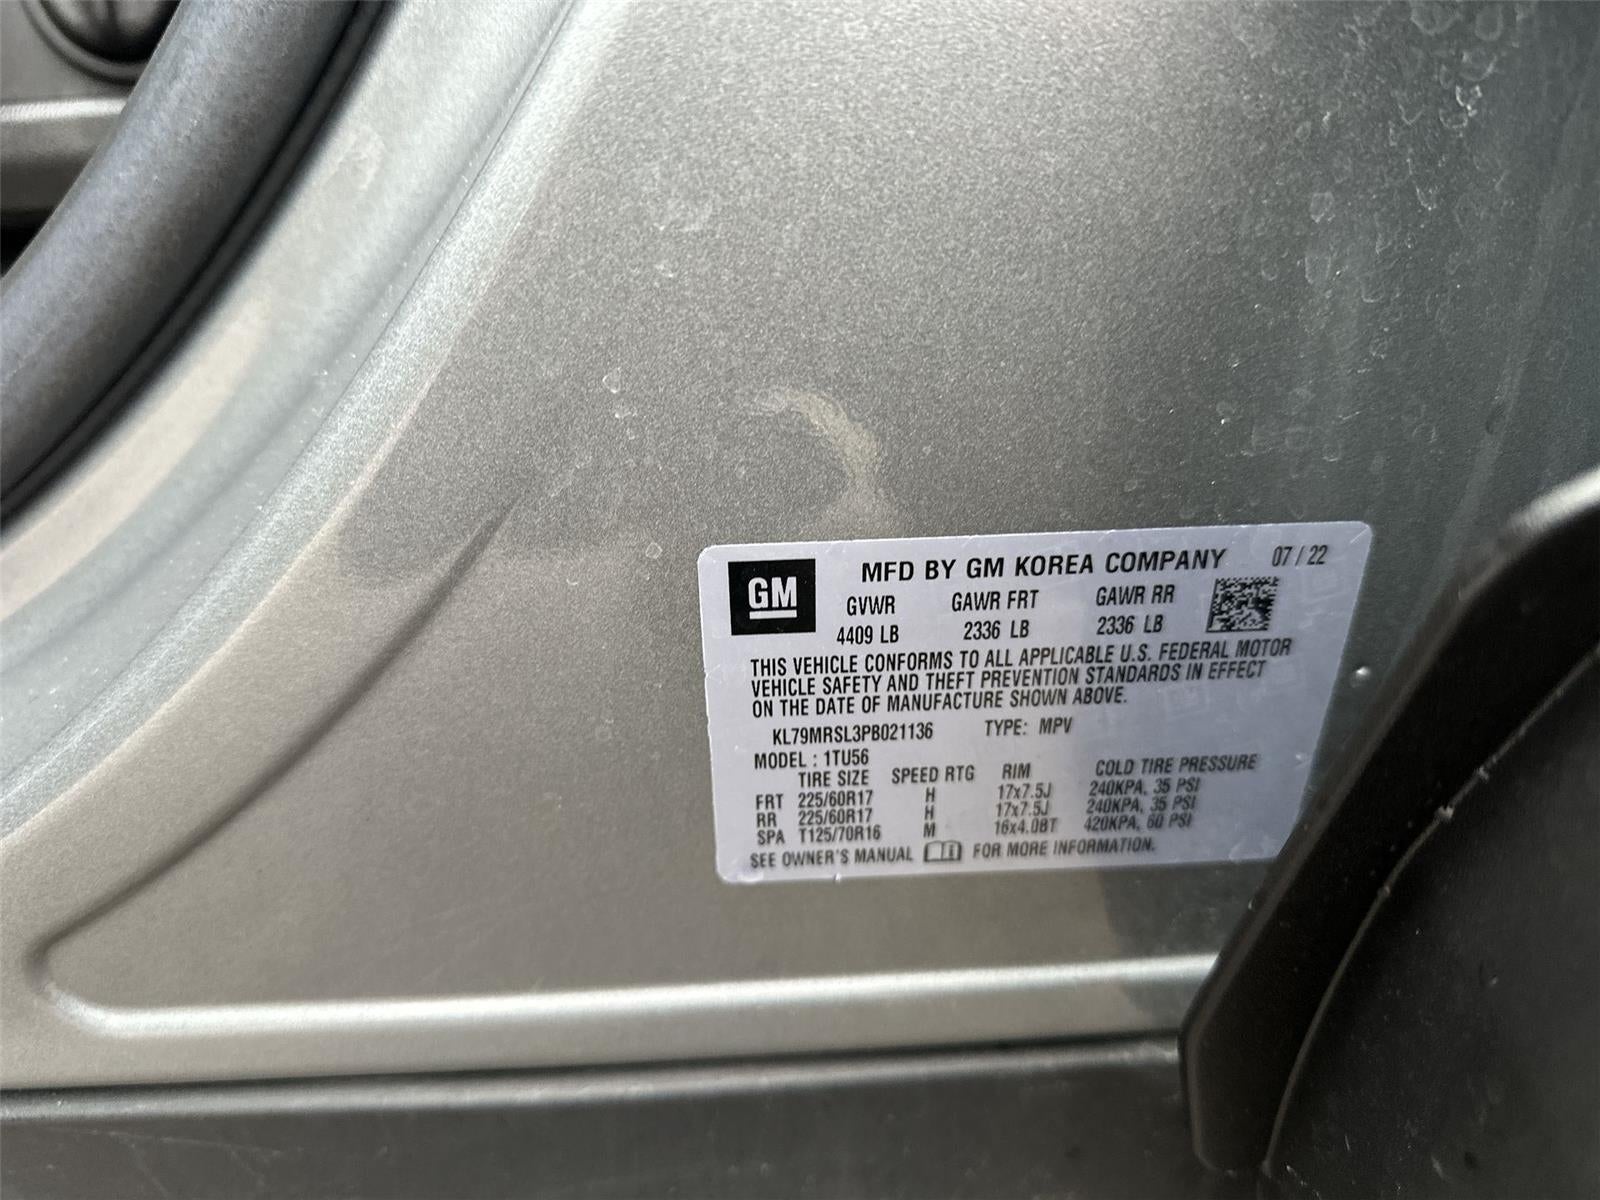 GM MFD BY GM KOREA COMPANY 07 / 22
GVWR GAWR FRT GAWR RR
4409 LB 2336 LB 2336 LB
THIS VEHICLE CONFORMS TO ALL APPLICABLE U.S. FEDERAL MOTOR
VEHICLE SAFETY AND THEFT PREVENTION STANDARDS IN EFFECT
ON THE DATE OF MANUFACTURE SHOWN ABOVE.
KL79MRSL3PB021136 TYPE: MPV
MODEL : 1TU56
TIRE SIZE SPEED RTG RIM COLD TIRE PRESSURE
FRT 225/60R17 H 17x7.5J 240KPA, 35 PSI
RR 225/60R17 H 17x7.5J 240KPA, 35 PSI
SPA T125/70R16 M 16x4.0BT 420KPA, 60 PSI
SEE OWNER'S MANUAL FOR MORE INFORMATION.